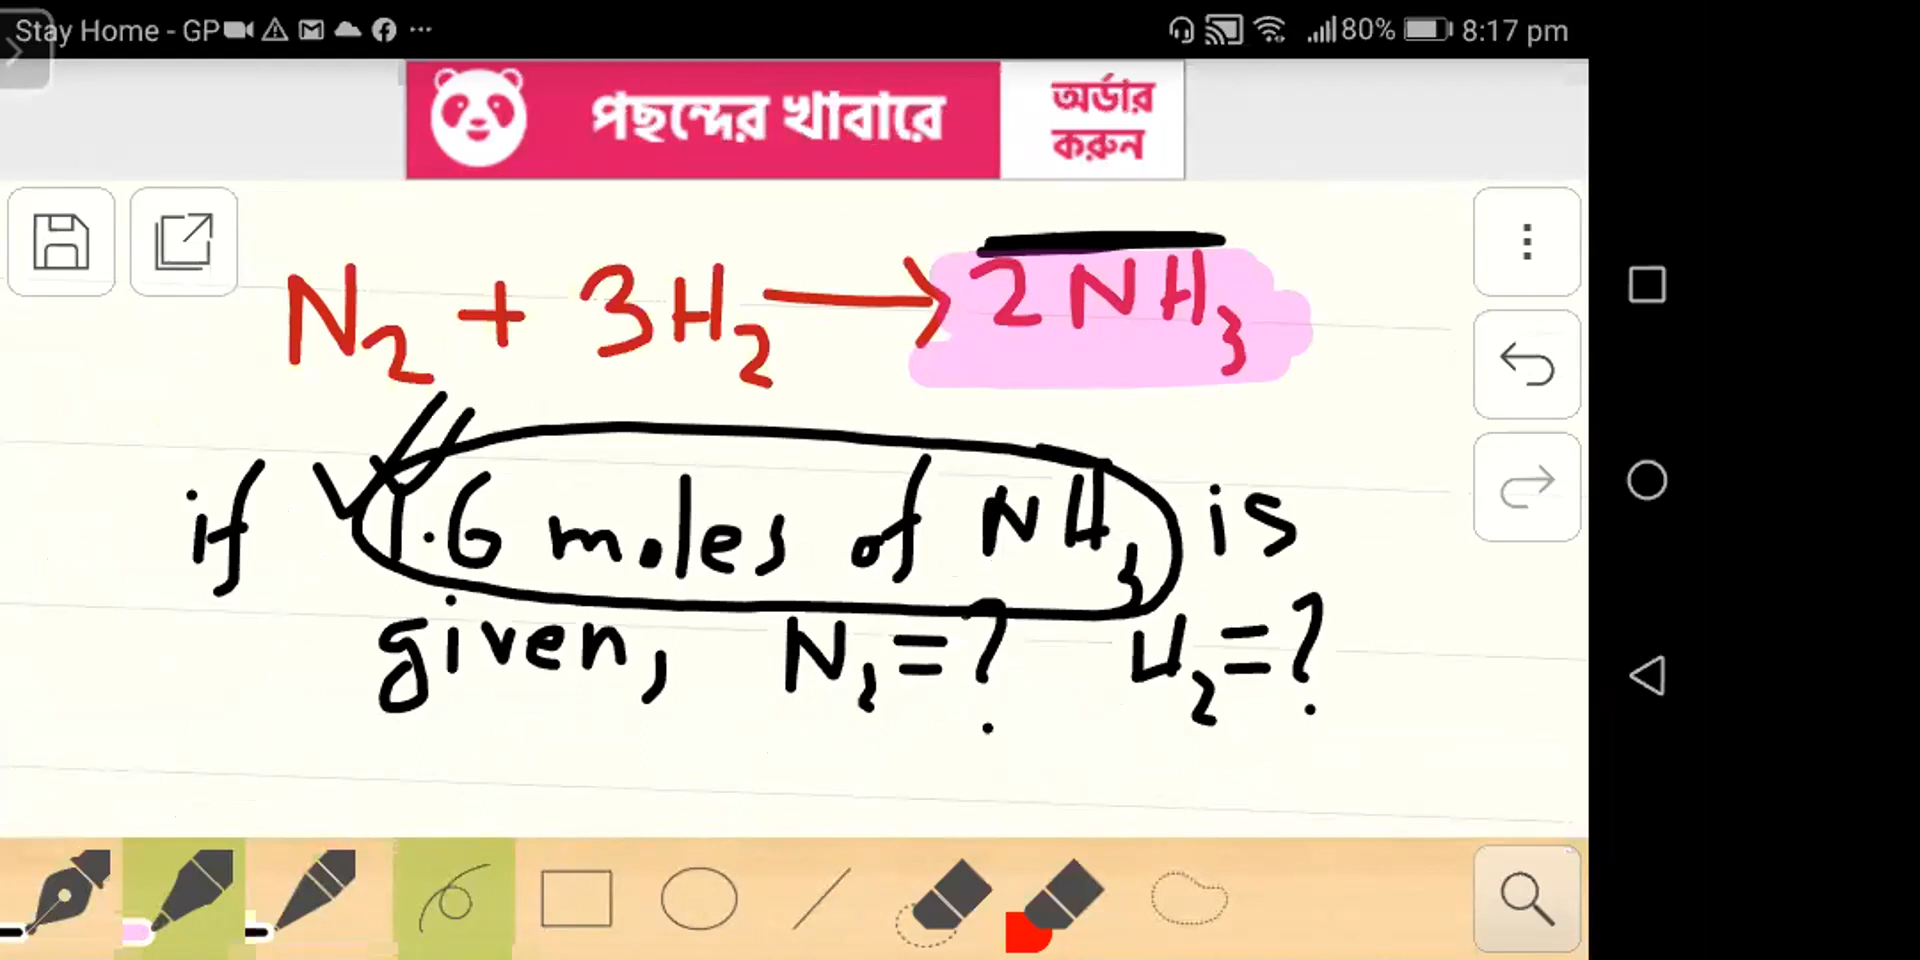 Stay Home - GP
80% 8:17 pm
পছন্দের খাবারে
অর্ডার
করুন
N₂ + 3H₂ → 2NH₃
if 1.6 moles of NH₃ is
given, N₂ = ? H₂ = ?